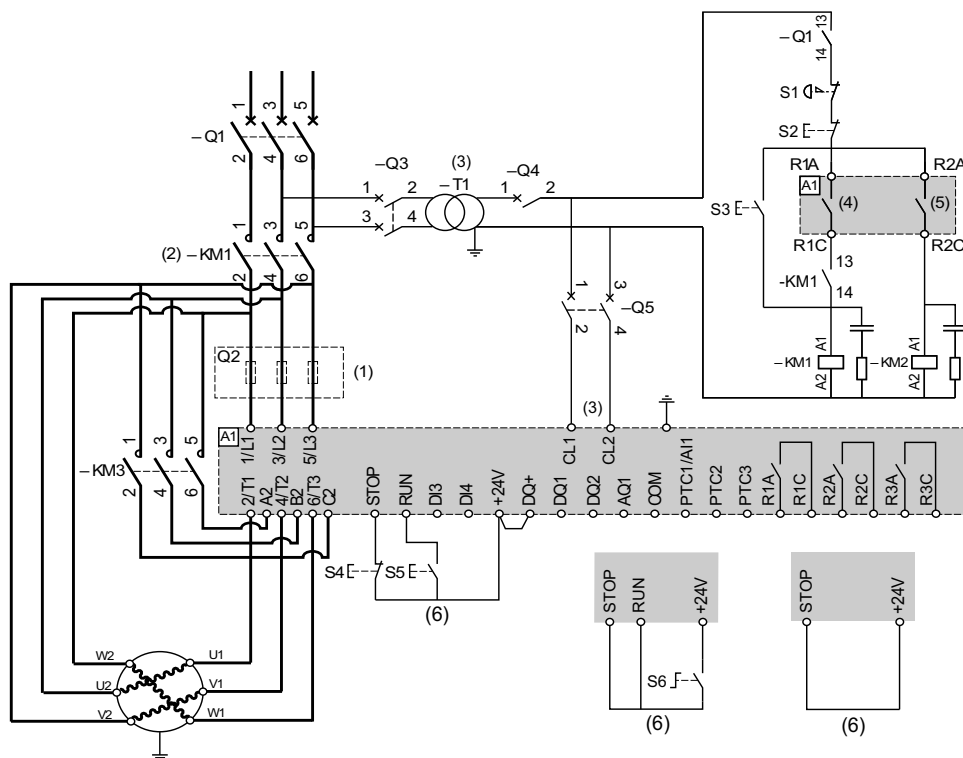 13
–Q1
14
1
3
5
–Q1
2
4
6
S1
S2
–Q3
(3)
–T1
–Q4
1
2
1
2
3
4
R1A
R2A
A1
S3
(4)
(5)
R1C
R2C
13
-KM1
14
1
3
5
(2)
–KM1
2
4
6
1
3
–Q5
2
4
A1
–KM1
A2
A1
–KM2
A2
Q2
(1)
(3)
1
3
5
–KM3
2
4
6
A1
1/L1
3/L2
5/L3
CL1
CL2
2/T1
A2
4/T2
B2
6/T3
C2
STOP
RUN
DI3
DI4
+24V
DQ+
DQ1
DQ2
AQ1
COM
PTC1/AI1
PTC2
PTC3
R1A
R1C
R2A
R2C
R3A
R3C
S4
S5
(6)
STOP
RUN
+24V
S6
(6)
STOP
+24V
(6)
W2
U1
U2
V1
V2
W1